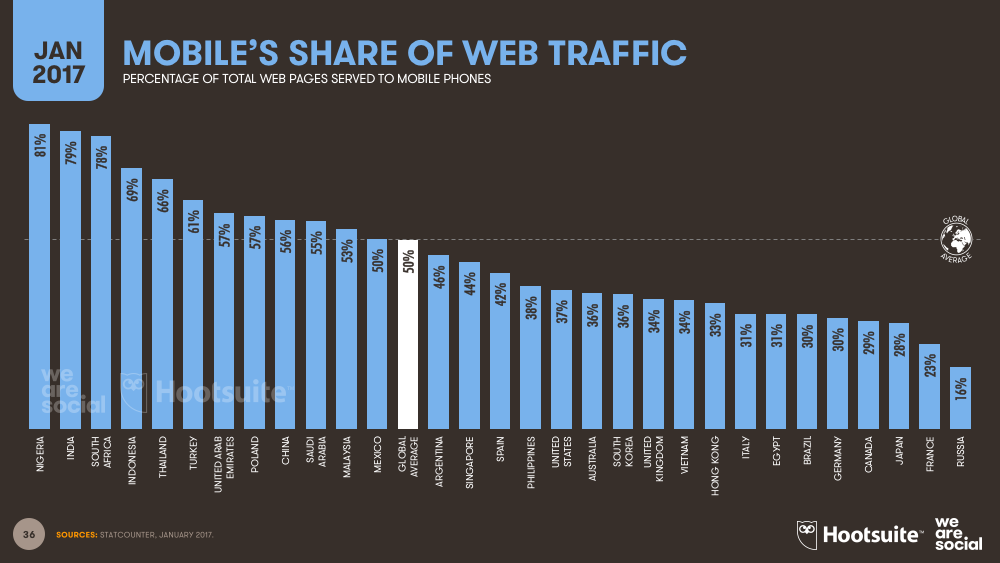 JAN
2017
MOBILE'S SHARE OF WEB TRAFFIC
PERCENTAGE OF TOTAL WEB PAGES SERVED TO MOBILE PHONES
81%
79%
78%
69%
66%
61%
57%
57%
56%
55%
53%
50%
50%
46%
44%
42%
38%
37%
36%
36%
34%
34%
33%
31%
31%
30%
30%
29%
28%
23%
16%
GLOBAL
AVERAGE
we
are
social
Hootsuite™
NIGERIA
INDIA
SOUTH
AFRICA
INDONESIA
THAILAND
TURKEY
UNITED ARAB
EMIRATES
POLAND
CHINA
SAUDI
ARABIA
MALAYSIA
MEXICO
GLOBAL
AVERAGE
ARGENTINA
SINGAPORE
SPAIN
PHILIPPINES
UNITED
STATES
AUSTRALIA
SOUTH
KOREA
UNITED
KINGDOM
VIETNAM
HONG KONG
ITALY
EGYPT
BRAZIL
GERMANY
CANADA
JAPAN
FRANCE
RUSSIA
36
SOURCES: STATCOUNTER, JANUARY 2017.
Hootsuite™
we
are
social